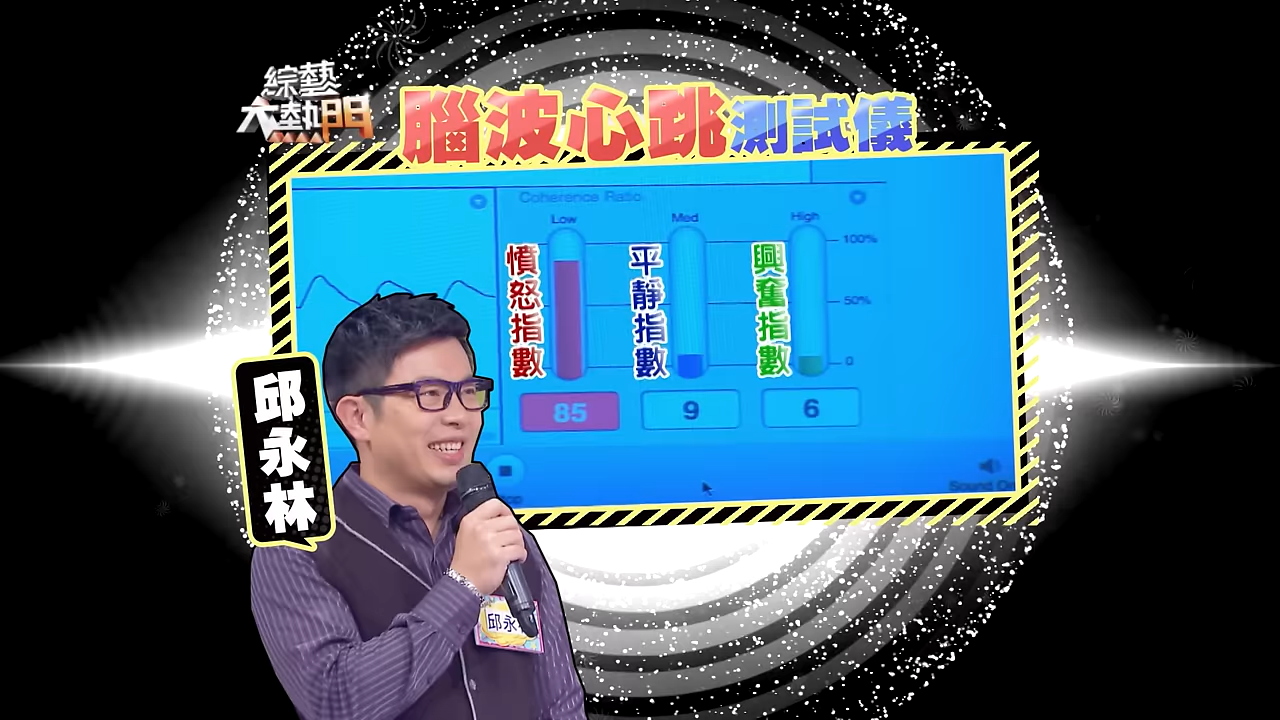 綜藝
大熱門
腦波心跳測試儀
Coherence Ratio
Low
Med
High
憤怒指數
平靜指數
興奮指數
100%
50%
0
85
9
6
Sound On
邱永林
邱永